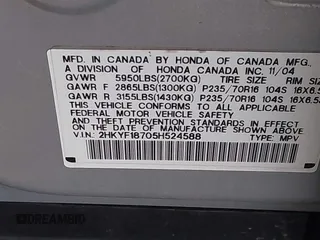 IN CANADA BY HONDA OF CANADA MFG.,
A DIVISION OF HONDA CANADA INC. 11/04
GVWR 5950LBS(2700KG) TIRE SIZE RIM SIZE
GAWR F 2865LBS(1300KG) P235/70R16 104S 16X6.5
GAWR R 3155LBS(1430KG) P235/70R16 104S 16X6.5
THIS VEHICLE CONFORMS TO ALL APPLICABLE
FEDERAL MOTOR VEHICLE SAFETY AND
STANDARDS IN EFFECT ON THE DATE OF
MANUFACTURE SHOWN ABOVE.
V.I.N.: 2HKYF18705H524588 TYPE: MPV
DREAMBID